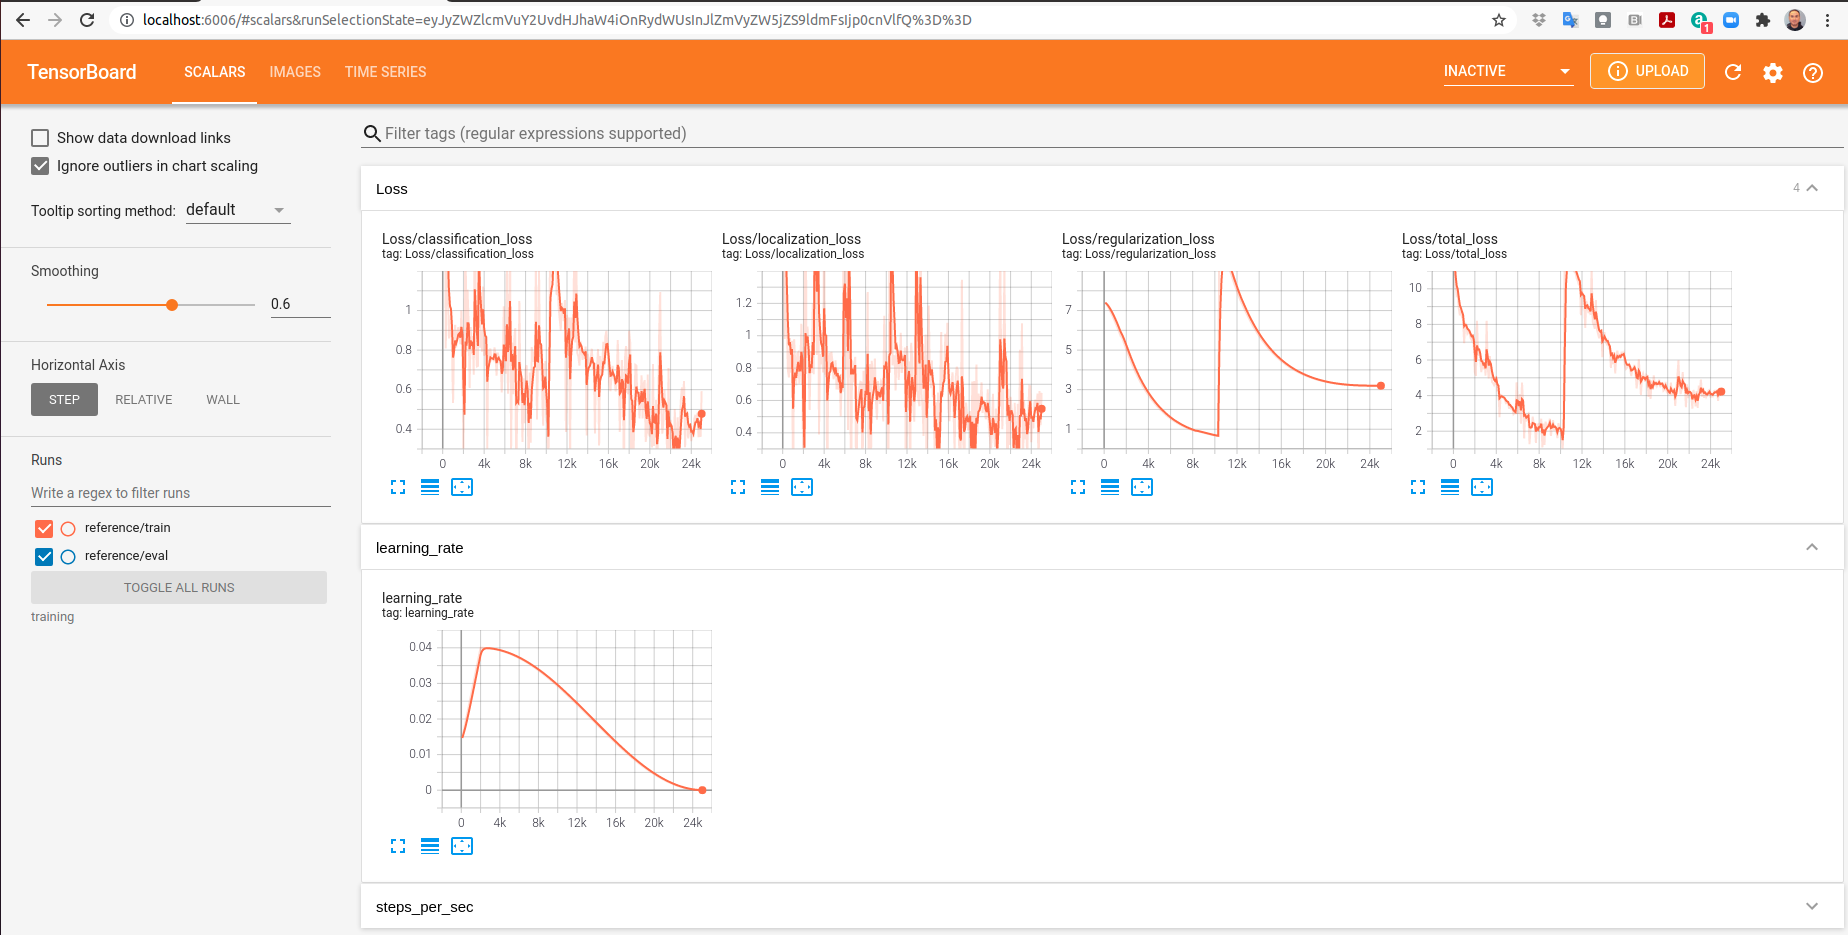 localhost:6006/#scalars&runSelectionState=eyJyZWZlcmVuY2UvdHJhaW4iOnRydWUsInJlZmVyZW5jZS9ldmFsIjp0cnVlfQ%3D%3D
1
TensorBoard SCALARS IMAGES TIME SERIES INACTIVE UPLOAD
Show data download links
Ignore outliers in chart scaling
Tooltip sorting method: default
Smoothing
0.6
Horizontal Axis
STEP RELATIVE WALL
Runs
Write a regex to filter runs
reference/train
reference/eval
TOGGLE ALL RUNS
training
Filter tags (regular expressions supported)
Loss 4
Loss/classification_loss
tag: Loss/classification_loss
1
0.8
0.6
0.4
0 4k 8k 12k 16k 20k 24k
Loss/localization_loss
tag: Loss/localization_loss
1.2
1
0.8
0.6
0.4
0 4k 8k 12k 16k 20k 24k
Loss/regularization_loss
tag: Loss/regularization_loss
7
5
3
1
0 4k 8k 12k 16k 20k 24k
Loss/total_loss
tag: Loss/total_loss
10
8
6
4
2
0 4k 8k 12k 16k 20k 24k
learning_rate
learning_rate
tag: learning_rate
0.04
0.03
0.02
0.01
0
0 4k 8k 12k 16k 20k 24k
steps_per_sec